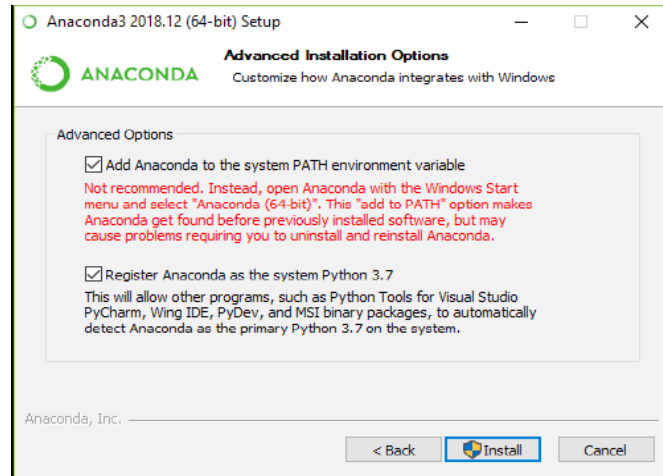 Anaconda3 2018.12 (64-bit) Setup
ANACONDA
Advanced Installation Options
Customize how Anaconda integrates with Windows
Advanced Options
Add Anaconda to the system PATH environment variable
Not recommended. Instead, open Anaconda with the Windows Start
menu and select "Anaconda (64-bit)". This "add to PATH" option makes
Anaconda get found before previously installed software, but may
cause problems requiring you to uninstall and reinstall Anaconda.
Register Anaconda as the system Python 3.7
This will allow other programs, such as Python Tools for Visual Studio
PyCharm, Wing IDE, PyDev, and MSI binary packages, to automatically
detect Anaconda as the primary Python 3.7 on the system.
Anaconda, Inc.
< Back Install Cancel